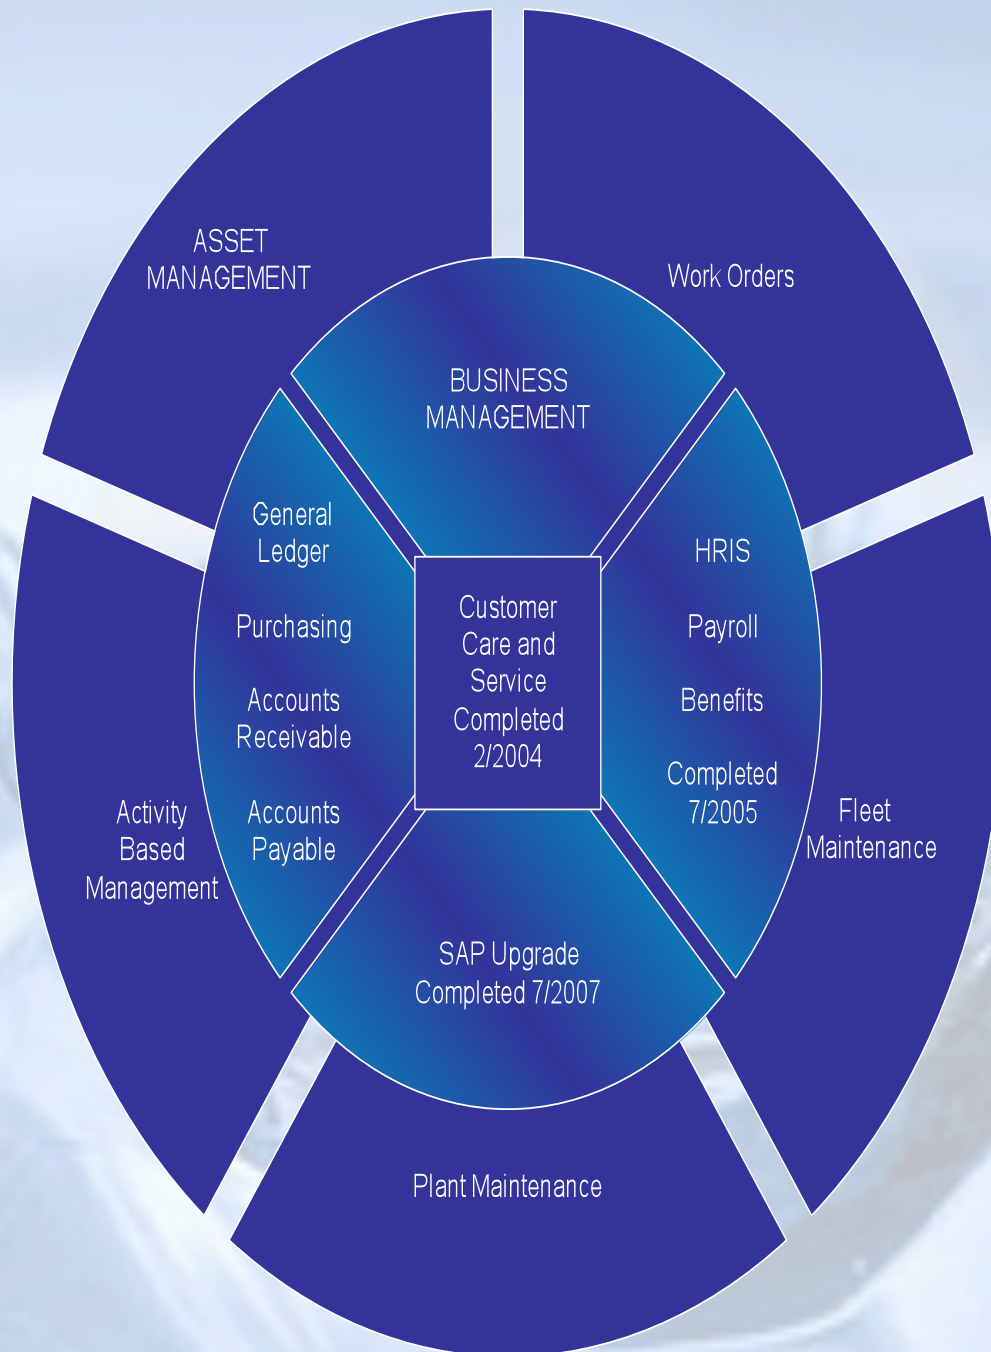 ASSET
MANAGEMENT
Work Orders
BUSINESS
MANAGEMENT
General
Ledger
Purchasing
Accounts
Receivable
Accounts
Payable
Customer
Care and
Service
Completed
2/2004
HRIS
Payroll
Benefits
Completed
7/2005
Activity
Based
Management
Fleet
Maintenance
SAP Upgrade
Completed 7/2007
Plant Maintenance